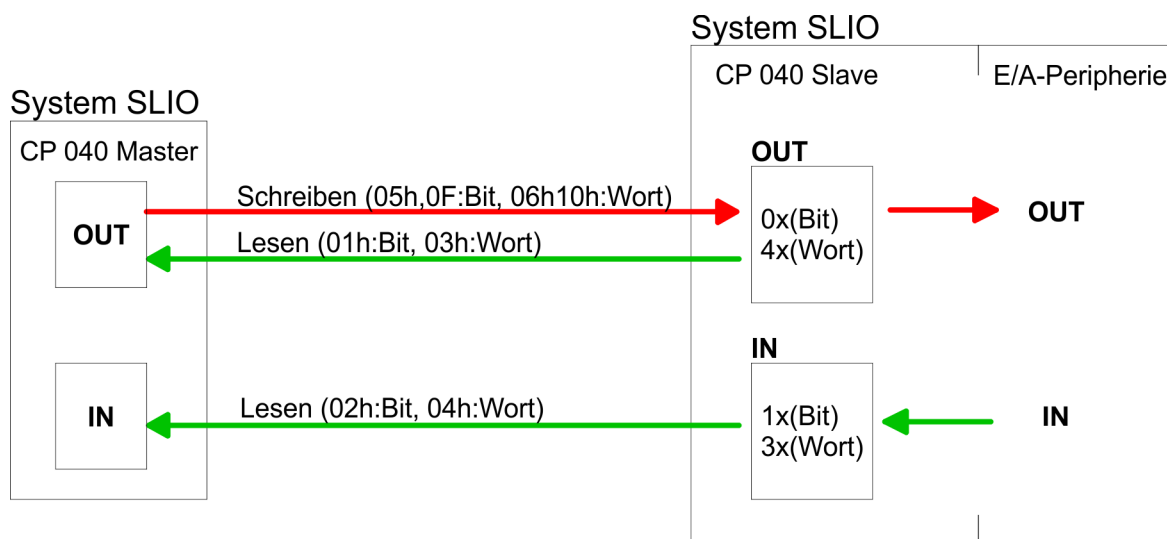 System SLIO
CP 040 Slave
E/A-Peripherie
System SLIO
CP 040 Master
OUT
Schreiben (05h,0F:Bit, 06h10h:Wort)
0x(Bit)
OUT
OUT
Lesen (01h:Bit, 03h:Wort)
4x(Wort)
IN
Lesen (02h:Bit, 04h:Wort)
1x(Bit)
IN
IN
3x(Wort)